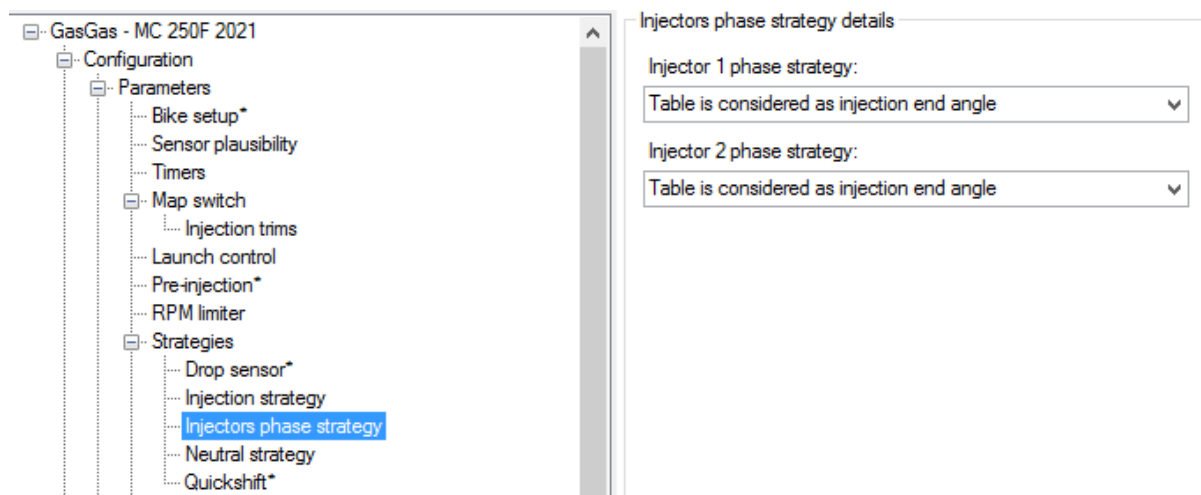 GasGas - MC 250F 2021
Configuration
Parameters
Bike setup*
Sensor plausibility
Timers
Map switch
Injection trims
Launch control
Pre-injection*
RPM limiter
Strategies
Drop sensor*
Injection strategy
Injectors phase strategy
Neutral strategy
Quickshift*
Injectors phase strategy details
Injector 1 phase strategy:
Table is considered as injection end angle
Injector 2 phase strategy:
Table is considered as injection end angle